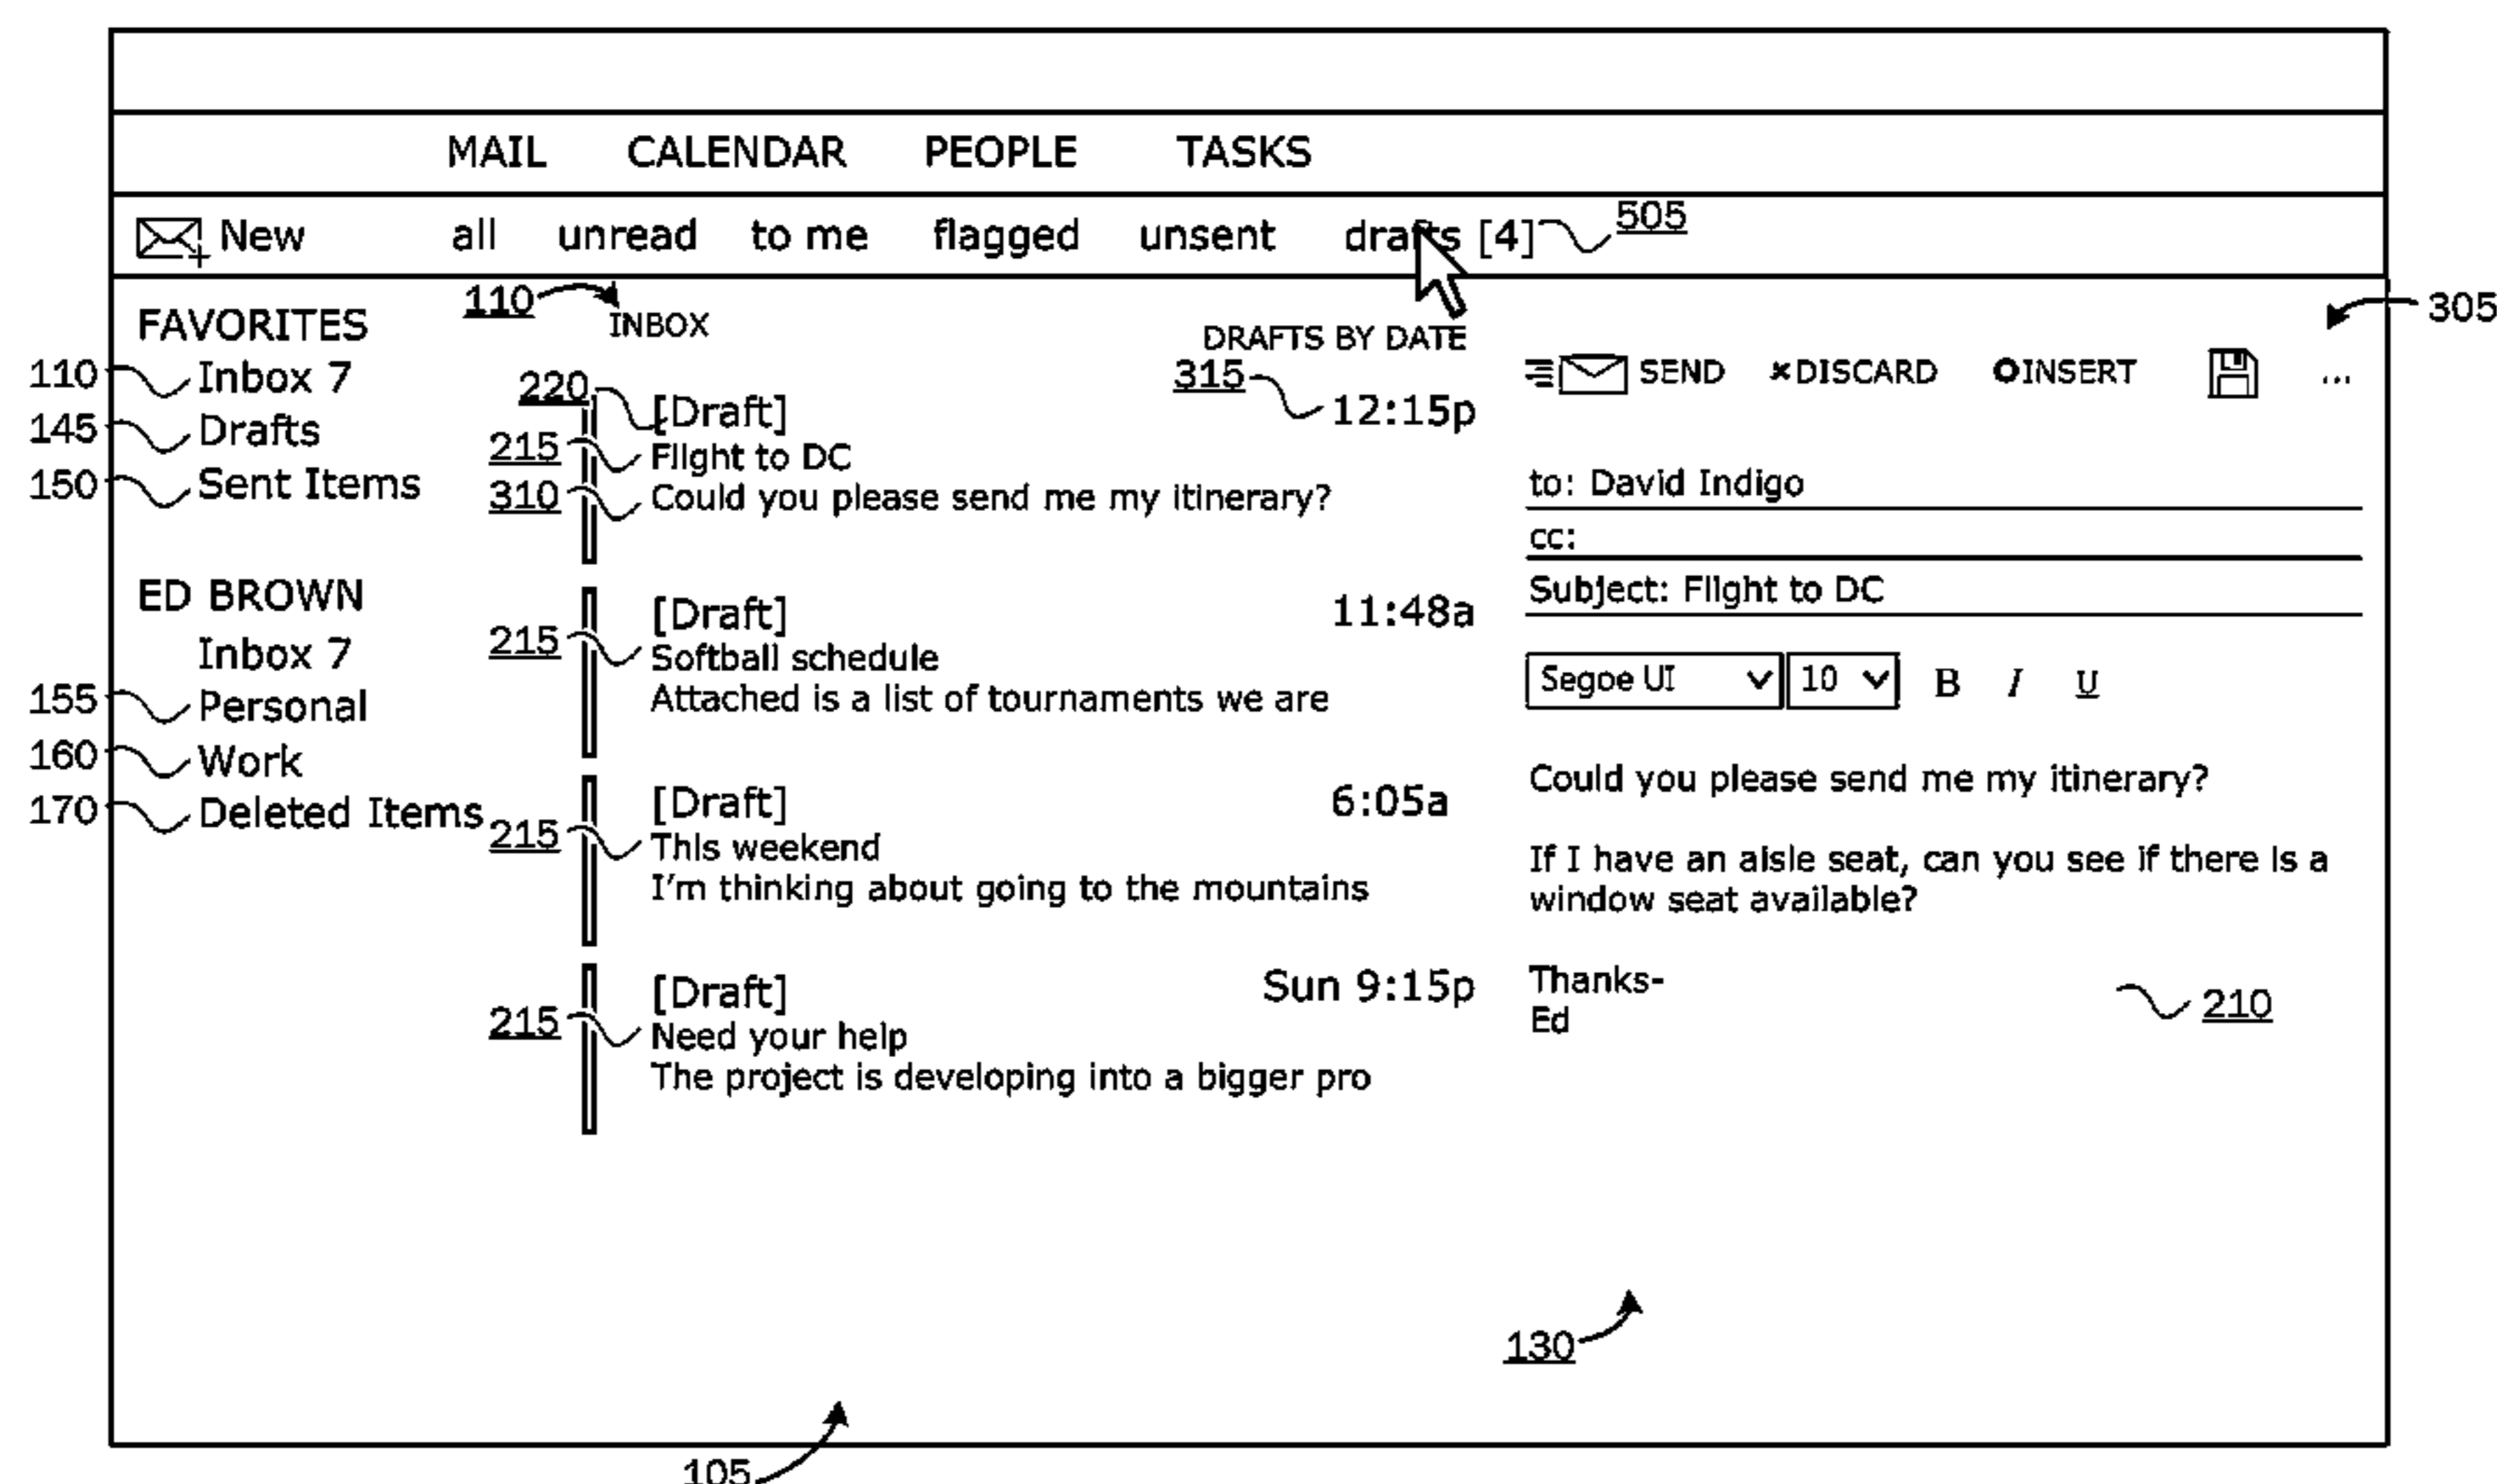 MAIL CALENDAR PEOPLE TASKS
New all unread to me flagged unsent drafts [4] 505
110 INBOX
FAVORITES
110 Inbox 7
145 Drafts
150 Sent Items
ED BROWN
Inbox 7
155 Personal
160 Work
170 Deleted Items
DRAFTS BY DATE
315
220 [Draft] 12:15p
215 Flight to DC
310 Could you please send me my itinerary?
[Draft] 11:48a
215 Softball schedule
Attached is a list of tournaments we are
[Draft] 6:05a
215 This weekend
I'm thinking about going to the mountains
[Draft] Sun 9:15p
215 Need your help
The project is developing into a bigger pro
305
SEND ×DISCARD INSERT ...
to: David Indigo
cc:
Subject: Flight to DC
Segoe UI 10 B I U
Could you please send me my itinerary?
If I have an aisle seat, can you see if there is a
window seat available?
Thanks-
Ed
210
130
105